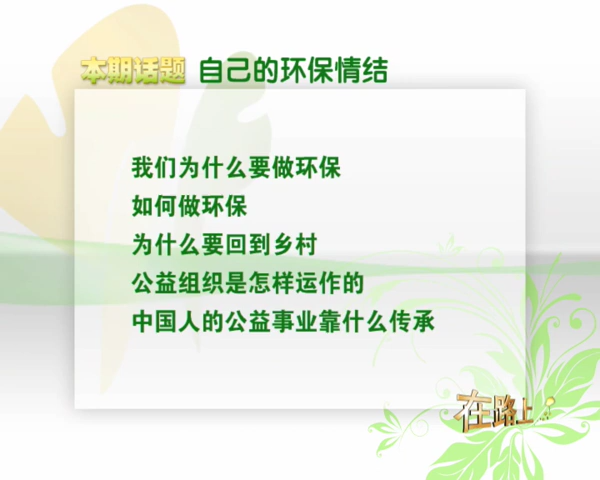 本期话题 自己的环保情结
我们为什么要做环保
如何做环保
为什么要回到乡村
公益组织是怎样运作的
中国人的公益事业靠什么传承
在路上